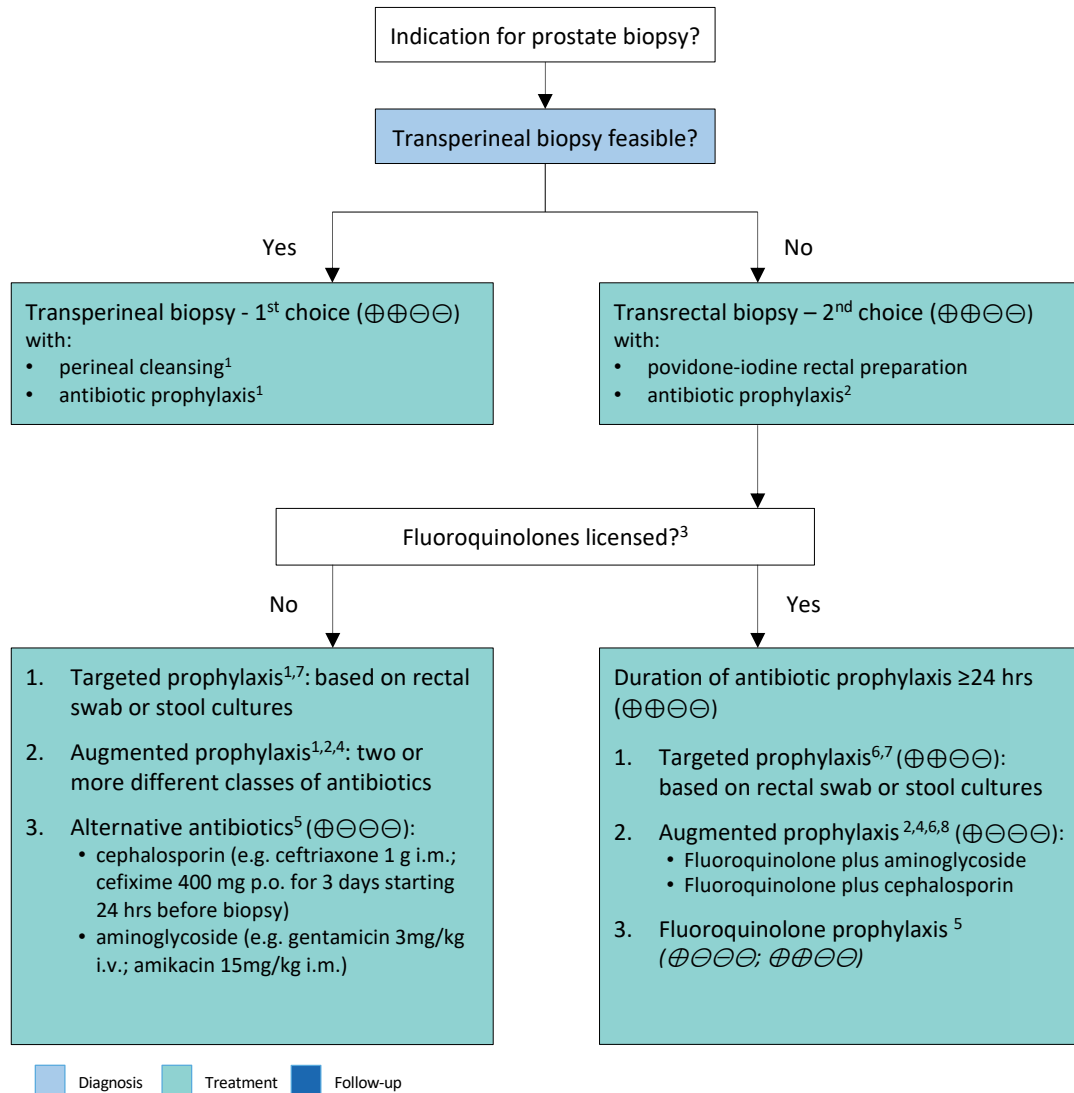 Indication for prostate biopsy?
Transperineal biopsy feasible?
Yes
No
Transperineal biopsy - 1st choice (⊕⊕⊖⊖)
with:
• perineal cleansing¹
• antibiotic prophylaxis¹
Transrectal biopsy – 2nd choice (⊕⊕⊖⊖)
with:
• povidone-iodine rectal preparation
• antibiotic prophylaxis²
Fluoroquinolones licensed?³
No
Yes
1. Targeted prophylaxis¹,⁷: based on rectal
swab or stool cultures
2. Augmented prophylaxis¹,²,⁴: two or
more different classes of antibiotics
3. Alternative antibiotics⁵ (⊕⊖⊖⊖):
• cephalosporin (e.g. ceftriaxone 1 g i.m.;
cefixime 400 mg p.o. for 3 days starting
24 hrs before biopsy)
• aminoglycoside (e.g. gentamicin 3mg/kg
i.v.; amikacin 15mg/kg i.m.)
Duration of antibiotic prophylaxis ≥24 hrs
(⊕⊕⊖⊖)
1. Targeted prophylaxis⁶,⁷ (⊕⊕⊖⊖):
based on rectal swab or stool cultures
2. Augmented prophylaxis ²,⁴,⁶,⁸ (⊕⊖⊖⊖):
• Fluoroquinolone plus aminoglycoside
• Fluoroquinolone plus cephalosporin
3. Fluoroquinolone prophylaxis ⁵
(⊕⊖⊖⊖; ⊕⊕⊖⊖)
Diagnosis Treatment Follow-up